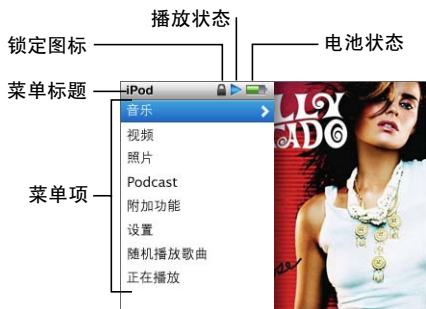 播放状态
锁定图标
电池状态
菜单标题
iPod
音乐
视频
照片
Podcast
菜单项
附加功能
设置
随机播放歌曲
正在播放
LLY
ADO